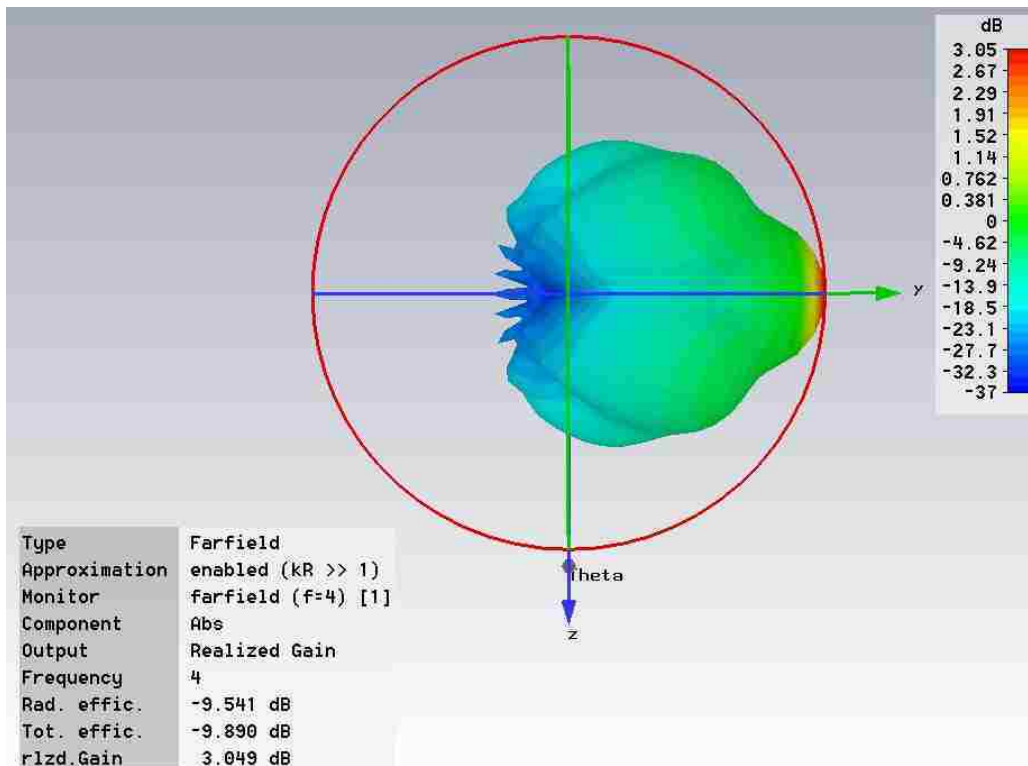 dB
3.05
2.67
2.29
1.91
1.52
1.14
0.762
0.381
0
-4.62
-9.24
-13.9
-18.5
-23.1
-27.7
-32.3
-37
y
Theta
z
Type Farfield
Approximation enabled (kR >> 1)
Monitor farfield (f=4) [1]
Component Abs
Output Realized Gain
Frequency 4
Rad. effic. -9.541 dB
Tot. effic. -9.890 dB
rlzd.Gain 3.049 dB